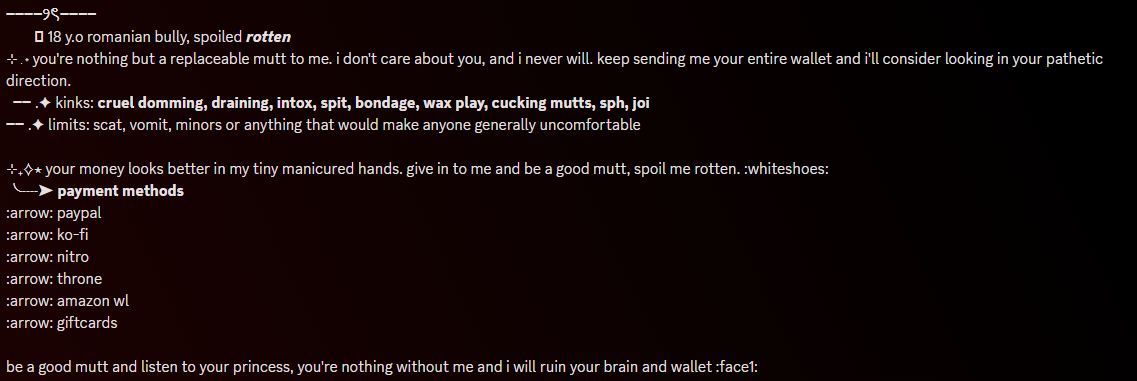 ————୨ৎ————
▯ 18 y.o romanian bully, spoiled rotten
⊹ ‎.⋆ you're nothing but a replaceable mutt to me. i don't care about you, and i never will. keep sending me your entire wallet and i'll consider looking in your pathetic
direction.
—– .✦ kinks: cruel domming, draining, intox, spit, bondage, wax play, cucking mutts, sph, joi
—– .✦ limits: scat, vomit, minors or anything that would make anyone generally uncomfortable
⊹₊⟡⋆ your money looks better in my tiny manicured hands. give in to me and be a good mutt, spoil me rotten. :whiteshoes:
╰┈➤ payment methods
:arrow: paypal
:arrow: ko-fi
:arrow: nitro
:arrow: throne
:arrow: amazon wl
:arrow: giftcards
be a good mutt and listen to your princess, you're nothing without me and i will ruin your brain and wallet :face1: